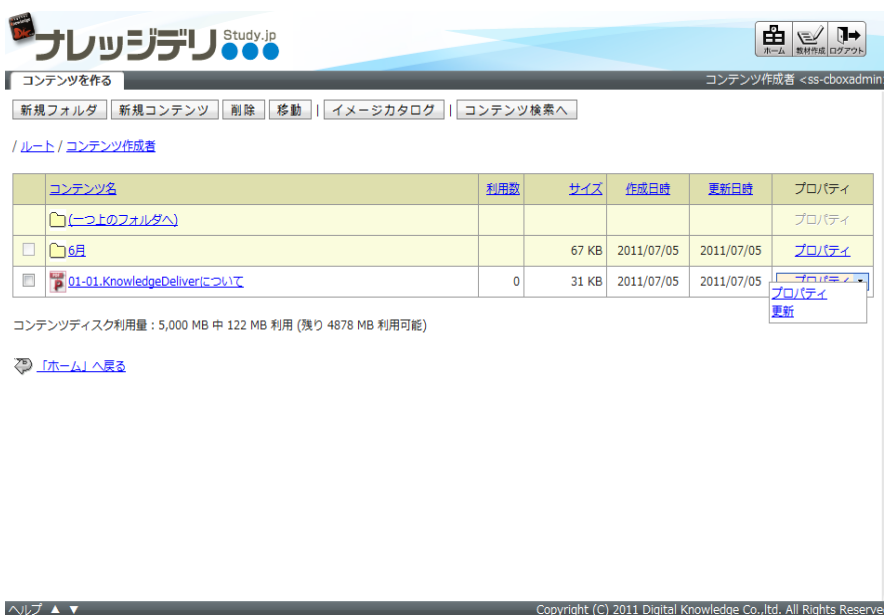 ナレッジデリ Study.jp
ホーム 教材作成 ログアウト
コンテンツを作る コンテンツ作成者 <ss-cboxadmin
新規フォルダ 新規コンテンツ 削除 移動 | イメージカタログ | コンテンツ検索へ
/ ルート / コンテンツ作成者
コンテンツ名 利用数 サイズ 作成日時 更新日時 プロパティ
(一つ上のフォルダへ) プロパティ
6月 67 KB 2011/07/05 2011/07/05 プロパティ
01-01.KnowledgeDeliverについて 0 31 KB 2011/07/05 2011/07/05 プロパティ
プロパティ
更新
コンテンツディスク利用量 : 5,000 MB 中 122 MB 利用 (残り 4878 MB 利用可能)
「ホーム」へ戻る
ヘルプ ▲ ▼ Copyright (C) 2011 Digital Knowledge Co.,ltd. All Rights Reserve